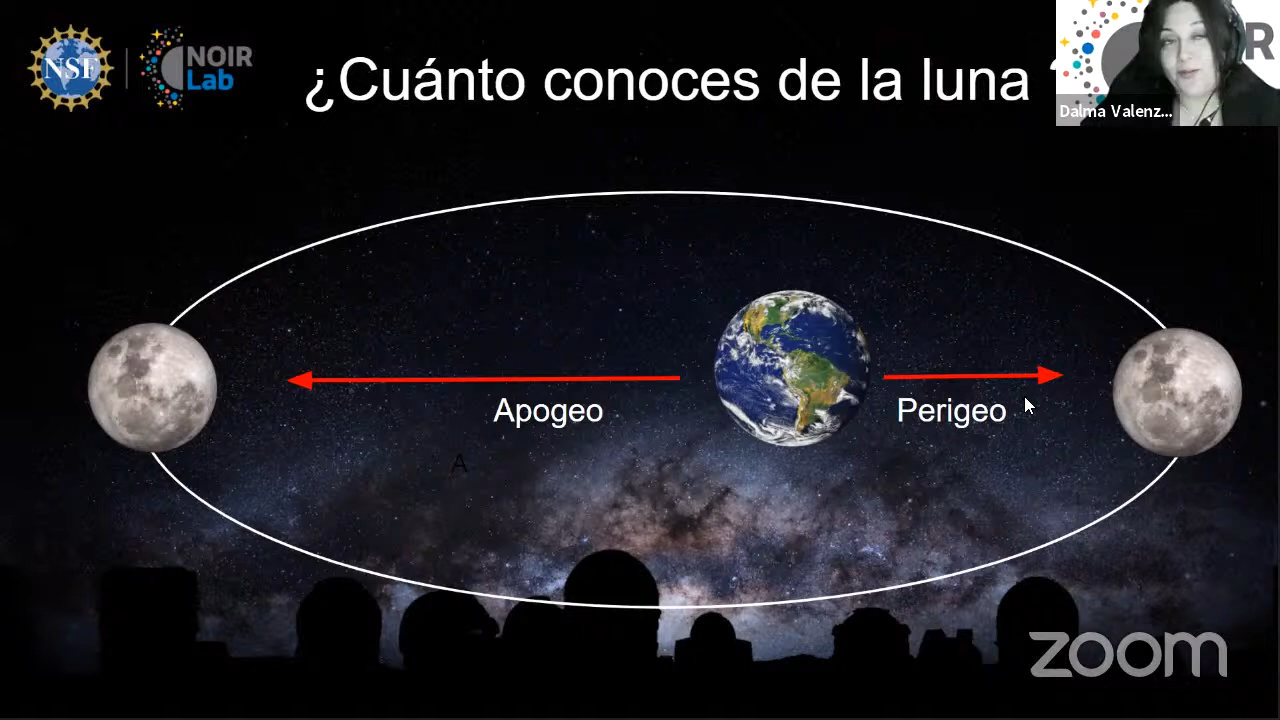 NSF
NOIR
Lab
¿Cuánto conoces de la luna ?
R
Dalma Valenz...
Apogeo
Perigeo
A
zoom